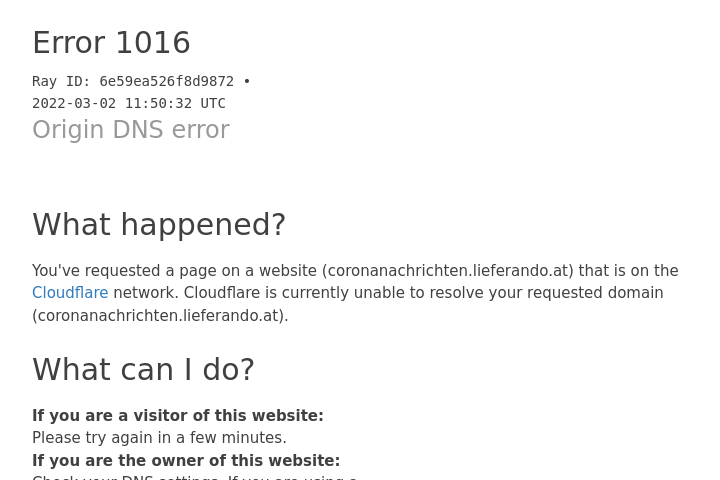 Error 1016
Ray ID: 6e59ea526f8d9872 •
2022-03-02 11:50:32 UTC
Origin DNS error
What happened?
You've requested a page on a website (coronanachrichten.lieferando.at) that is on the
Cloudflare network. Cloudflare is currently unable to resolve your requested domain
(coronanachrichten.lieferando.at).
What can I do?
If you are a visitor of this website:
Please try again in a few minutes.
If you are the owner of this website:
Check your DNS settings. If you are using a